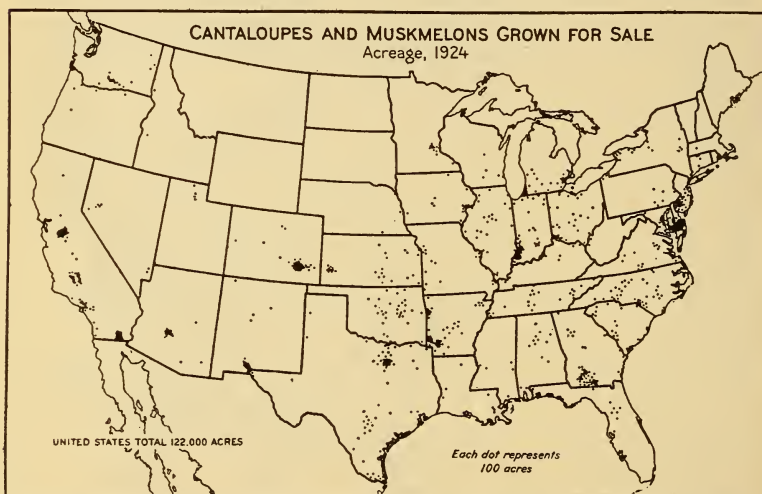 CANTALOUPES AND MUSKMELONS GROWN FOR SALE
Acreage, 1924
UNITED STATES TOTAL 122.000 ACRES
Each dot represents
100 acres